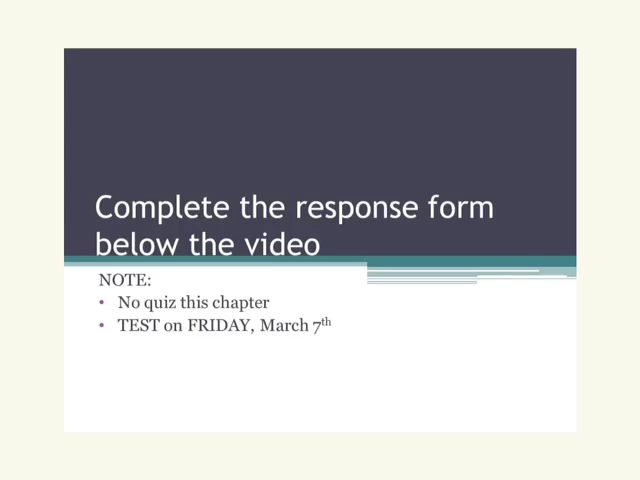 Complete the response form
below the video
NOTE:
• No quiz this chapter
• TEST on FRIDAY, March 7th